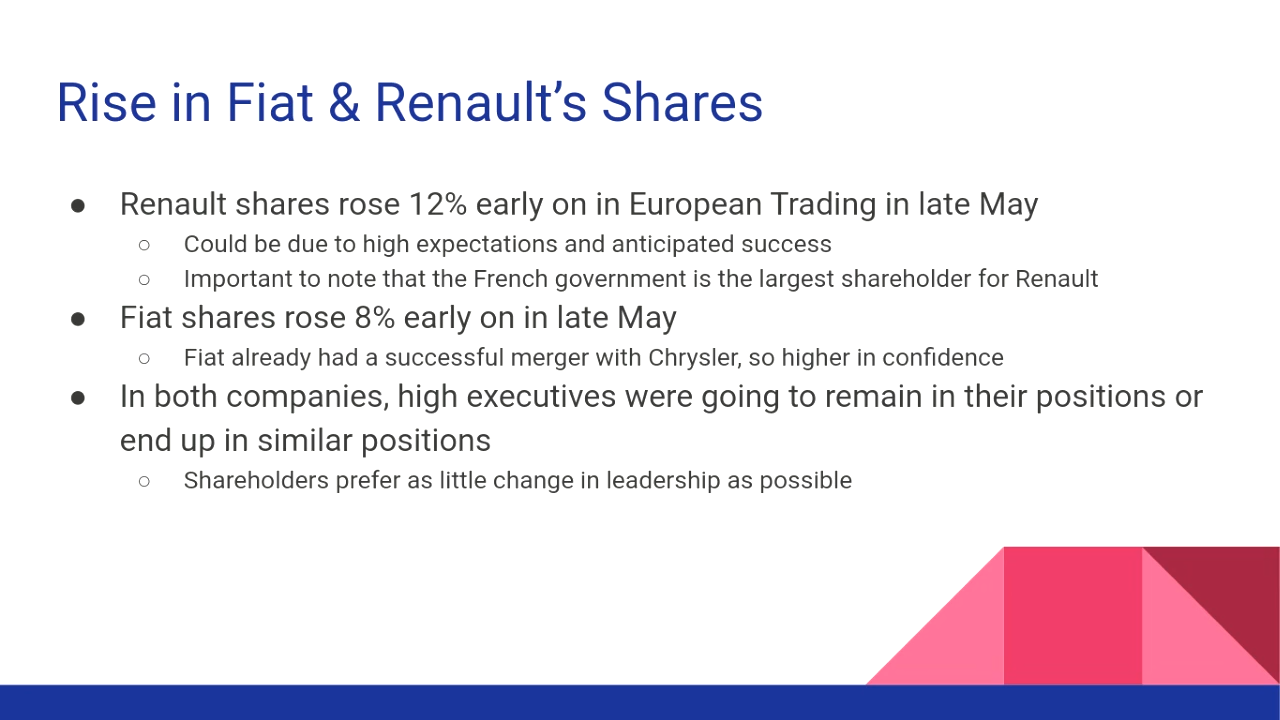 Rise in Fiat & Renault’s Shares
● Renault shares rose 12% early on in European Trading in late May
○ Could be due to high expectations and anticipated success
○ Important to note that the French government is the largest shareholder for Renault
● Fiat shares rose 8% early on in late May
○ Fiat already had a successful merger with Chrysler, so higher in confidence
● In both companies, high executives were going to remain in their positions or
end up in similar positions
○ Shareholders prefer as little change in leadership as possible